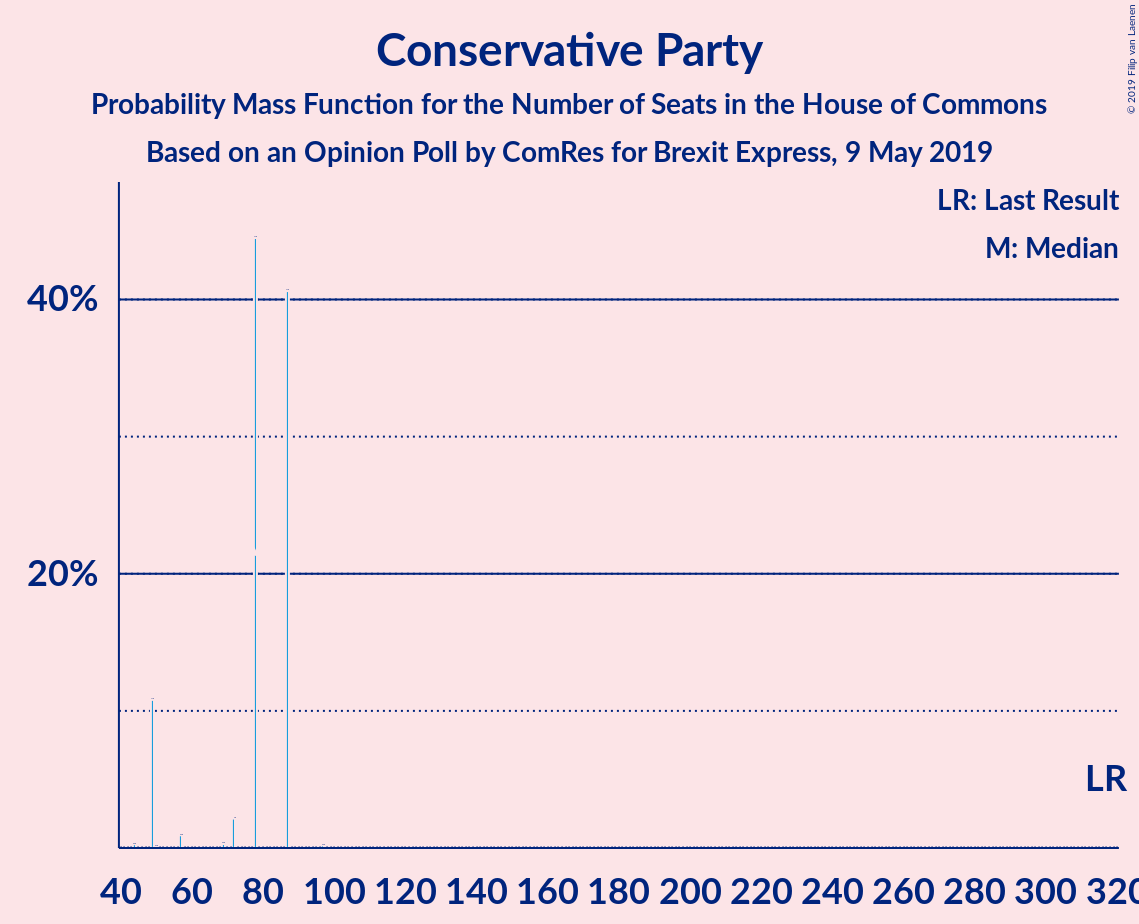 Conservative Party
Probability Mass Function for the Number of Seats in the House of Commons
Based on an Opinion Poll by ComRes for Brexit Express, 9 May 2019
© 2019 Filip van Laenen
LR: Last Result
M: Median
40%
20%
LR
40 60 80 100 120 140 160 180 200 220 240 260 280 300 320